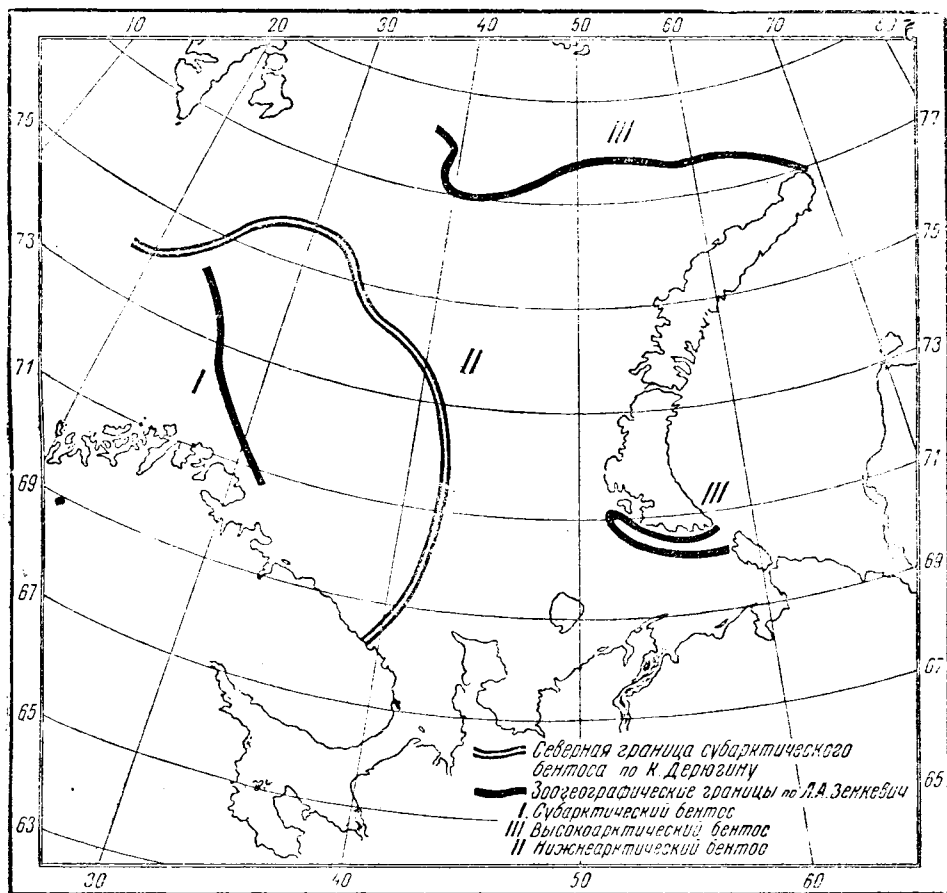 10 20 30 40 50 60 70 80
75 77
III
73 75
II
71 73
I
69 71
III
67 69
65 67
63 65
Северная граница субарктического
бентоса по К. Дерюгину
Зоогеографические границы по Л.А. Зенкевич
I. Субарктический бентос
III Высокоарктический бентос
II Нижнеарктический бентос
30 40 50 60